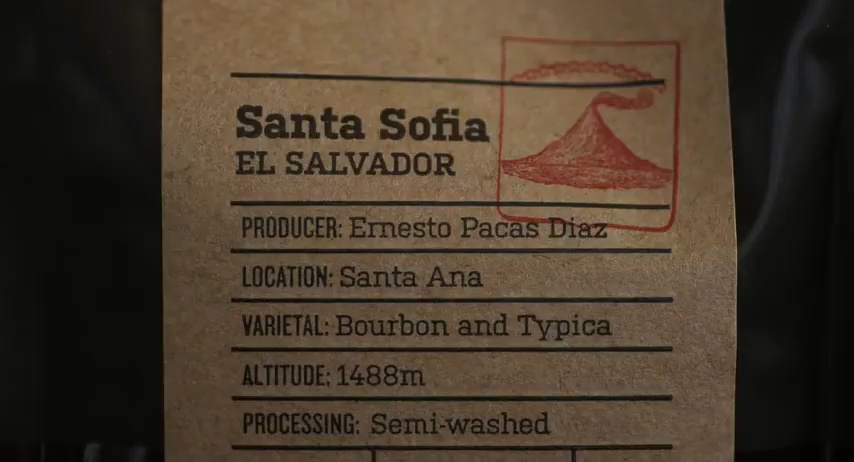 Santa Sofia
EL SALVADOR
PRODUCER: Ernesto Pacas Diaz
LOCATION: Santa Ana
VARIETAL: Bourbon and Typica
ALTITUDE: 1488m
PROCESSING: Semi-washed